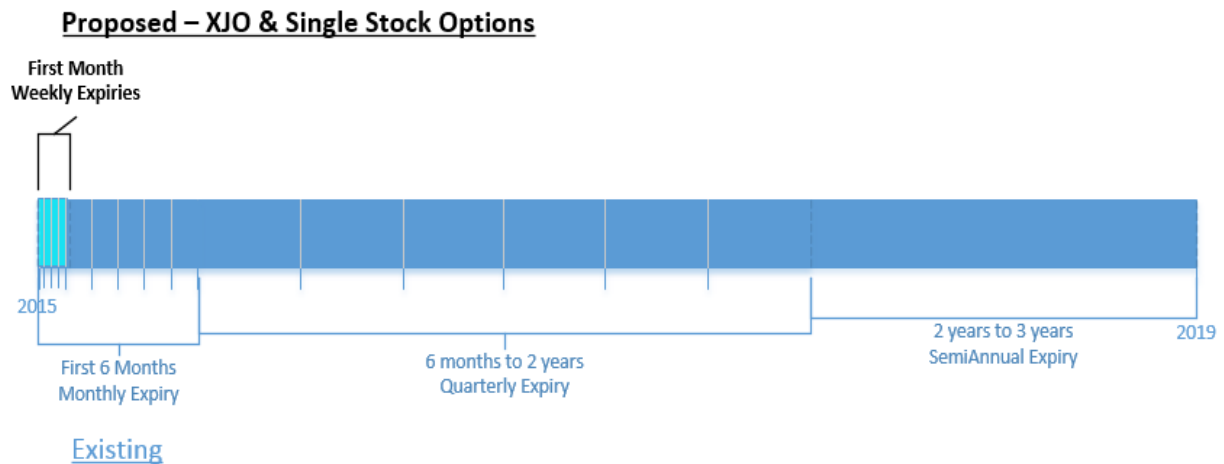 Proposed – XJO & Single Stock Options
First Month
Weekly Expiries
2015
2019
First 6 Months
Monthly Expiry
6 months to 2 years
Quarterly Expiry
2 years to 3 years
SemiAnnual Expiry
Existing